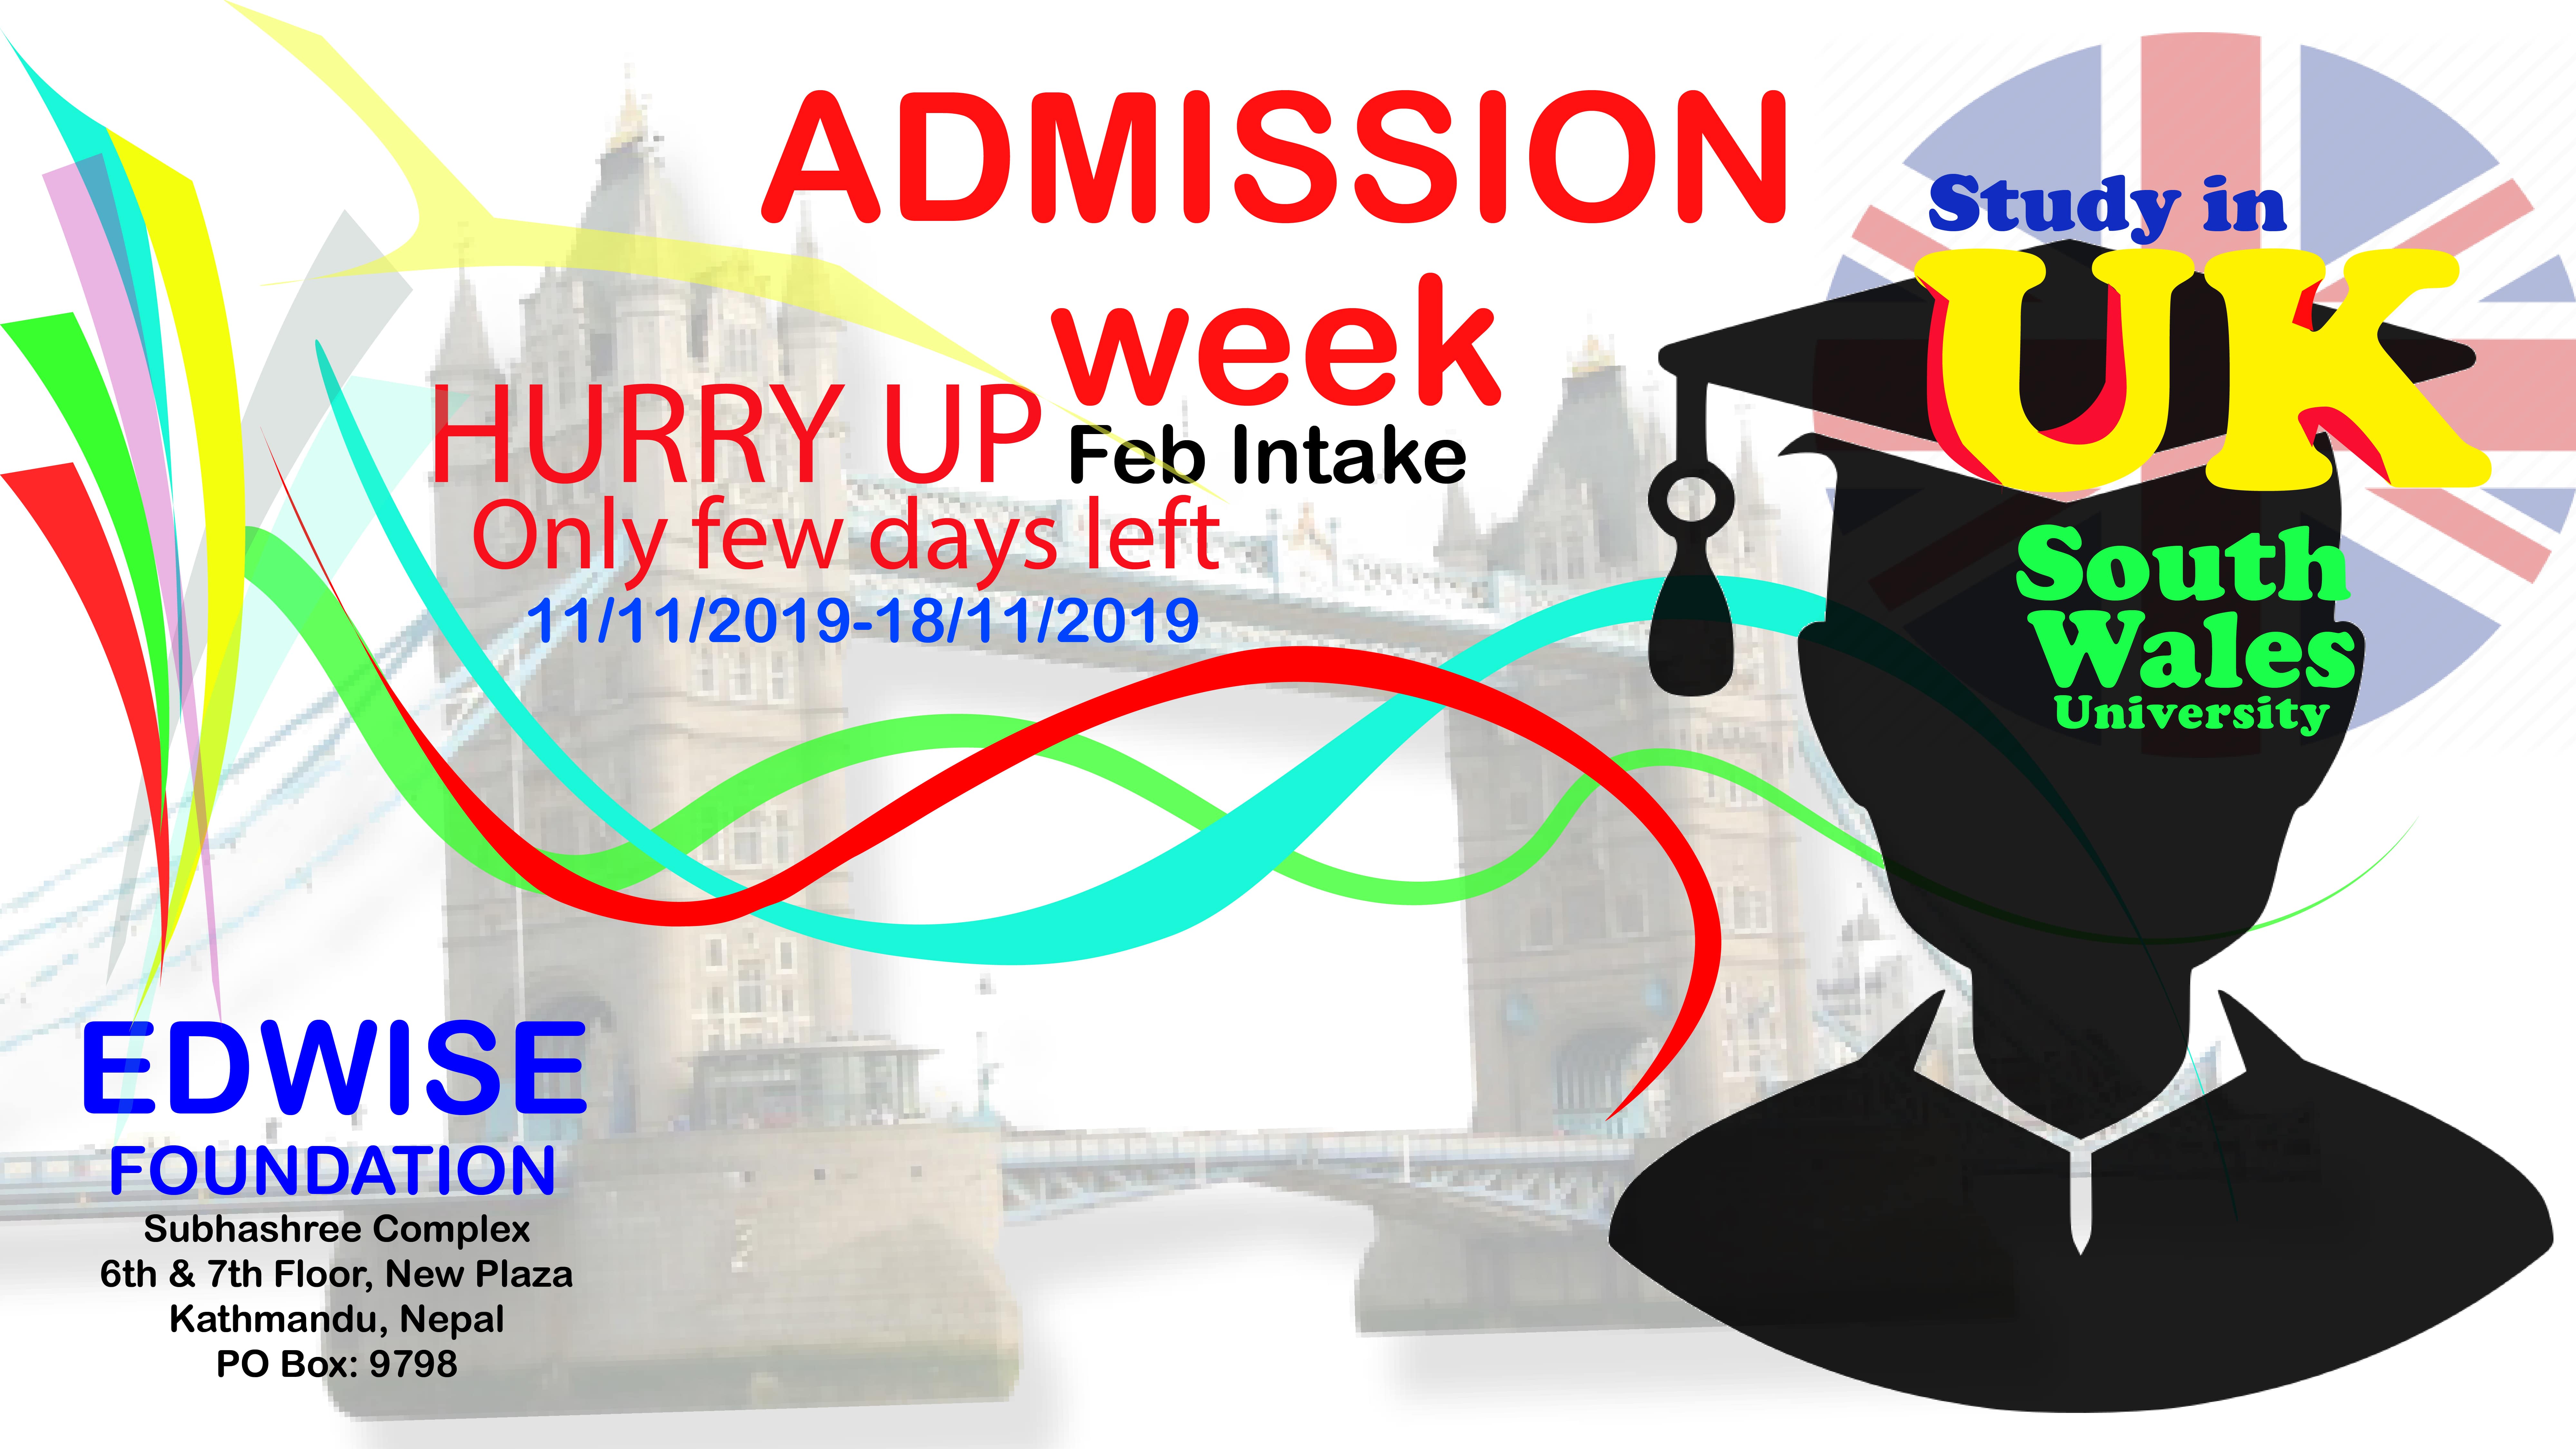 ADMISSION
week
Feb Intake
HURRY UP
Only few days left
11/11/2019-18/11/2019
Study in
UK
South
Wales
University
EDWISE
FOUNDATION
Subhashree Complex
6th & 7th Floor, New Plaza
Kathmandu, Nepal
PO Box: 9798